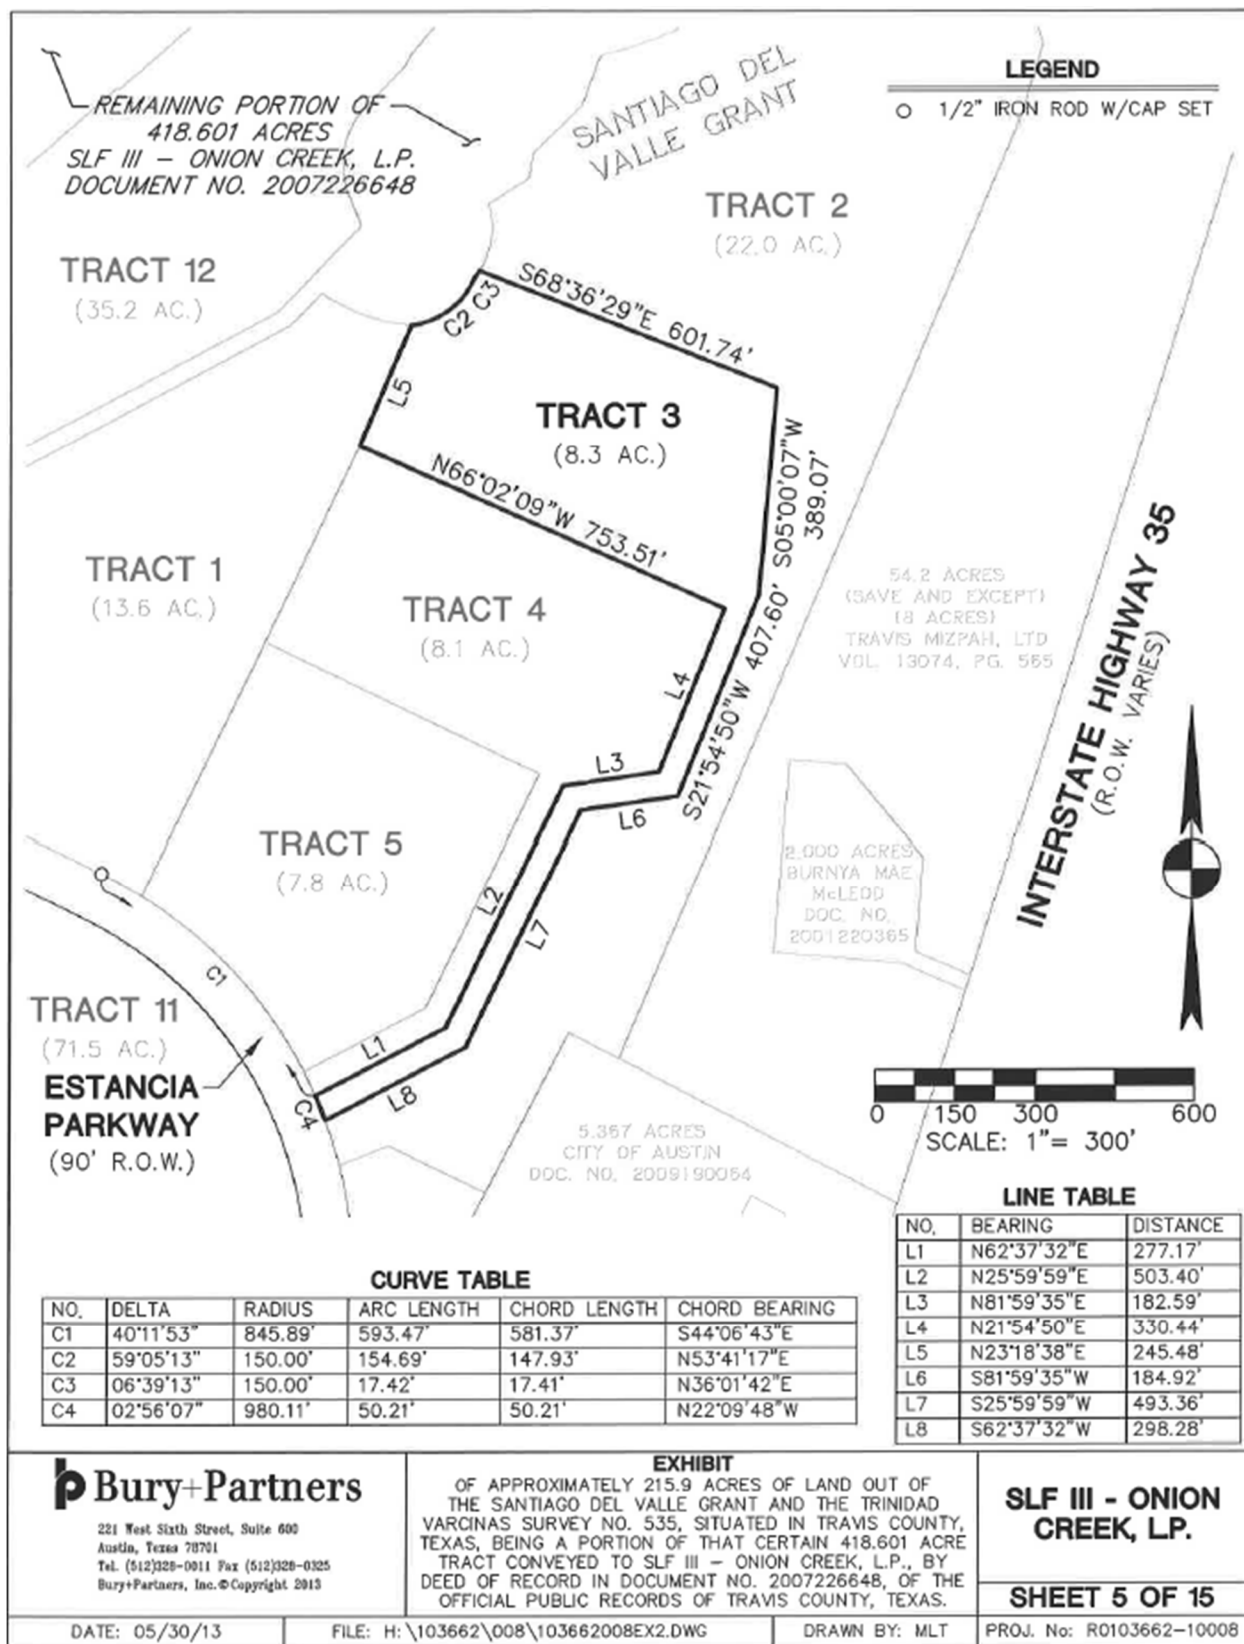 REMAINING PORTION OF
418.601 ACRES
SLF III – ONION CREEK, L.P.
DOCUMENT NO. 2007226648
SANTIAGO DEL
VALLE GRANT
LEGEND
1/2" IRON ROD W/CAP SET
TRACT 2
(22.0 AC.)
TRACT 12
(35.2 AC.)
S68°36'29"E 601.74'
C2 C3
L5
TRACT 3
(8.3 AC.)
N66°02'09"W 753.51'
S05°00'07"W
389.07'
TRACT 1
(13.6 AC.)
TRACT 4
(8.1 AC.)
54.2 ACRES
(SAVE AND EXCEPT)
(8 ACRES)
TRAVIS MIZPAH, LTD
VOL. 13074, PG. 565
INTERSTATE HIGHWAY 35
(R.O.W. VARIES)
L4
S21°54'50"W 407.60'
L3
L6
TRACT 5
(7.8 AC.)
2.000 ACRES
BURNYA MAE
McLEOD
DOC. NO.
2001220365
L2
L7
C1
TRACT 11
(71.5 AC.)
ESTANCIA
PARKWAY
(90' R.O.W.)
L1
L8
C4
5.367 ACRES
CITY OF AUSTIN
DOC. NO. 2009190064
0 150 300 600
SCALE: 1"= 300'
LINE TABLE
NO. BEARING DISTANCE
L1 N62°37'32"E 277.17'
L2 N25°59'59"E 503.40'
L3 N81°59'35"E 182.59'
L4 N21°54'50"E 330.44'
L5 N23°18'38"E 245.48'
L6 S81°59'35"W 184.92'
L7 S25°59'59"W 493.36'
L8 S62°37'32"W 298.28'
CURVE TABLE
NO. DELTA RADIUS ARC LENGTH CHORD LENGTH CHORD BEARING
C1 40°11'53" 845.89' 593.47' 581.37' S44°06'43"E
C2 59°05'13" 150.00' 154.69' 147.93' N53°41'17"E
C3 06°39'13" 150.00' 17.42' 17.41' N36°01'42"E
C4 02°56'07" 980.11' 50.21' 50.21' N22°09'48"W
Bury+Partners
221 West Sixth Street, Suite 600
Austin, Texas 78701
Tel. (512)328-0011 Fax (512)328-0325
Bury+Partners, Inc.©Copyright 2013
EXHIBIT
OF APPROXIMATELY 215.9 ACRES OF LAND OUT OF
THE SANTIAGO DEL VALLE GRANT AND THE TRINIDAD
VARCINAS SURVEY NO. 535, SITUATED IN TRAVIS COUNTY,
TEXAS, BEING A PORTION OF THAT CERTAIN 418.601 ACRE
TRACT CONVEYED TO SLF III – ONION CREEK, L.P., BY
DEED OF RECORD IN DOCUMENT NO. 2007226648, OF THE
OFFICIAL PUBLIC RECORDS OF TRAVIS COUNTY, TEXAS.
SLF III - ONION
CREEK, L.P.
SHEET 5 OF 15
DATE: 05/30/13
FILE: H:\103662\008\103662008EX2.DWG
DRAWN BY: MLT
PROJ. No: R0103662-10008